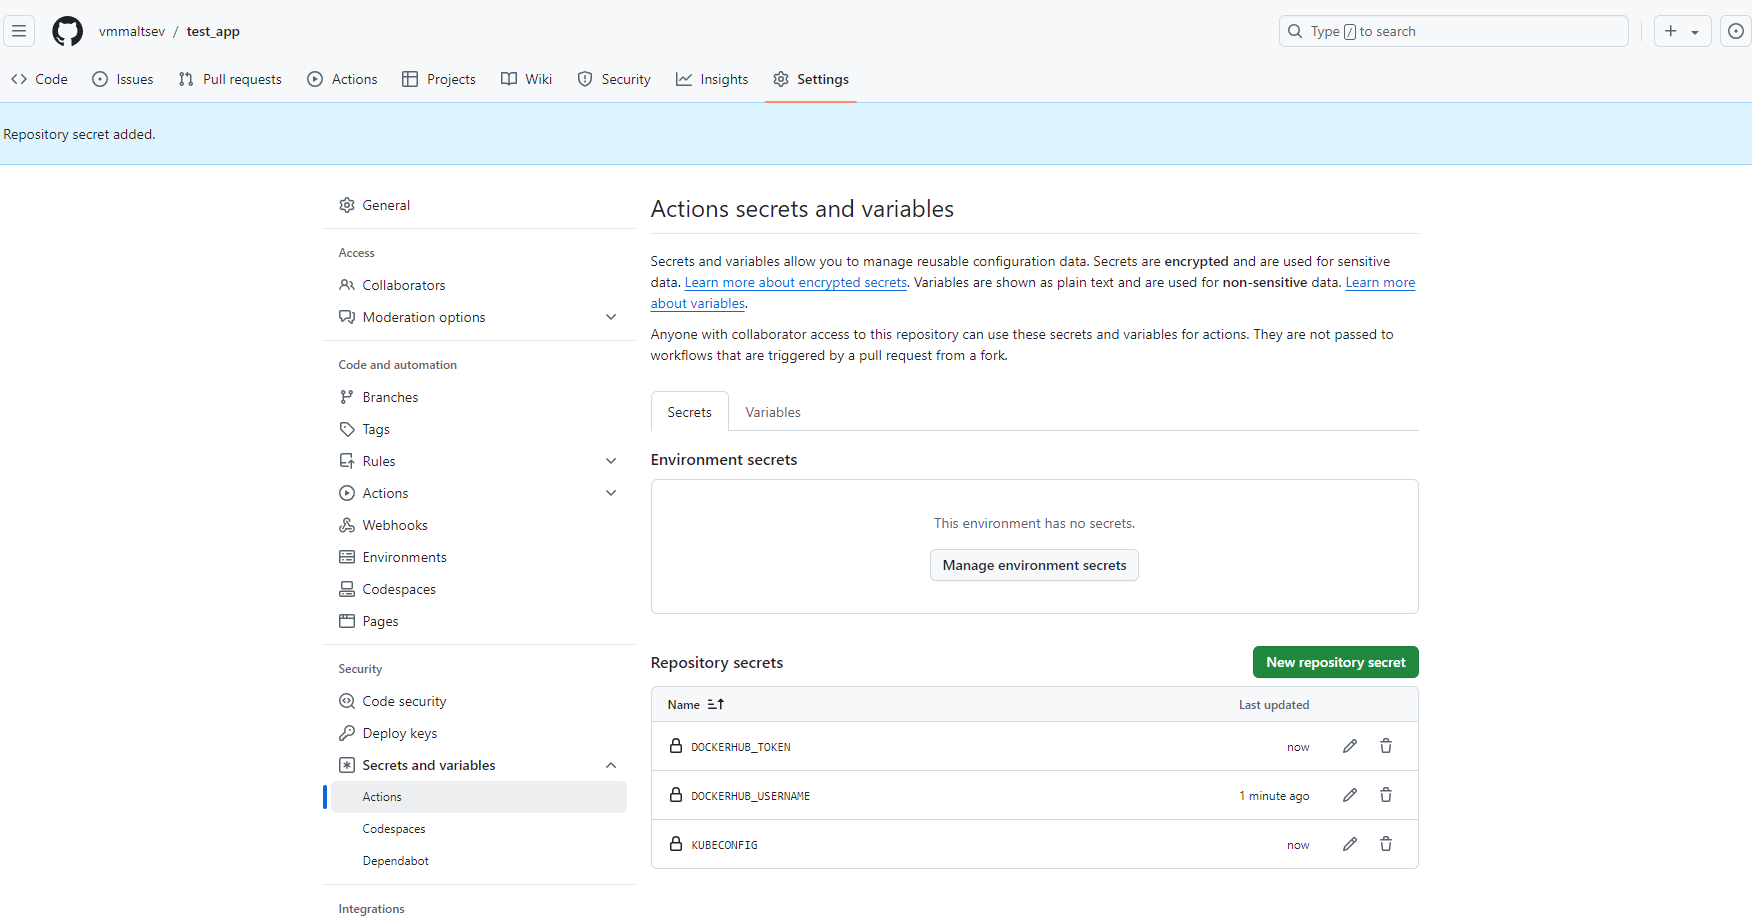 vmmaltsev / test_app
Type / to search
Code
Issues
Pull requests
Actions
Projects
Wiki
Security
Insights
Settings
Repository secret added.
General
Access
Collaborators
Moderation options
Code and automation
Branches
Tags
Rules
Actions
Webhooks
Environments
Codespaces
Pages
Security
Code security
Deploy keys
Secrets and variables
Actions
Codespaces
Dependabot
Integrations
Actions secrets and variables
Secrets and variables allow you to manage reusable configuration data. Secrets are encrypted and are used for sensitive
data. Learn more about encrypted secrets. Variables are shown as plain text and are used for non-sensitive data. Learn more
about variables.
Anyone with collaborator access to this repository can use these secrets and variables for actions. They are not passed to
workflows that are triggered by a pull request from a fork.
Secrets
Variables
Environment secrets
This environment has no secrets.
Manage environment secrets
Repository secrets
New repository secret
Name
Last updated
DOCKERHUB_TOKEN
now
DOCKERHUB_USERNAME
1 minute ago
KUBECONFIG
now